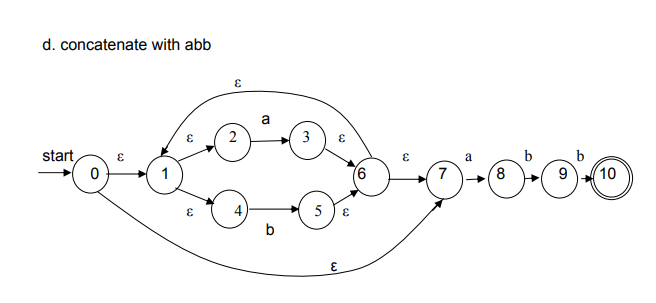 d. concatenate with abb
ε
a
ε 2 3 ε
start ε ε a b b
0 1 6 7 8 9 10
ε 4 5 ε
b
ε